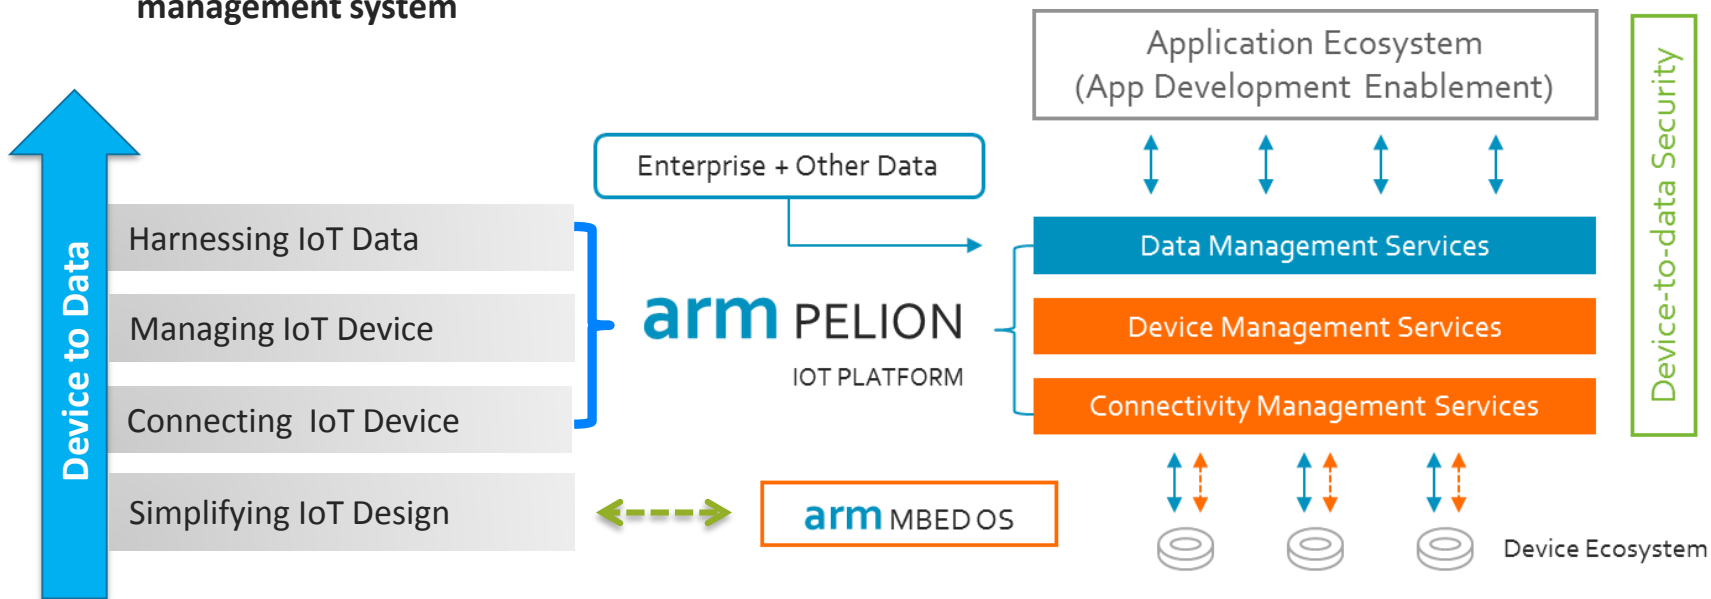 management system
Application Ecosystem
(App Development Enablement)
Device-to-data Security
Enterprise + Other Data
Device to Data
Harnessing IoT Data
Managing IoT Device
Connecting IoT Device
Simplifying IoT Design
arm PELION
IOT PLATFORM
Data Management Services
Device Management Services
Connectivity Management Services
arm MBED OS
Device Ecosystem